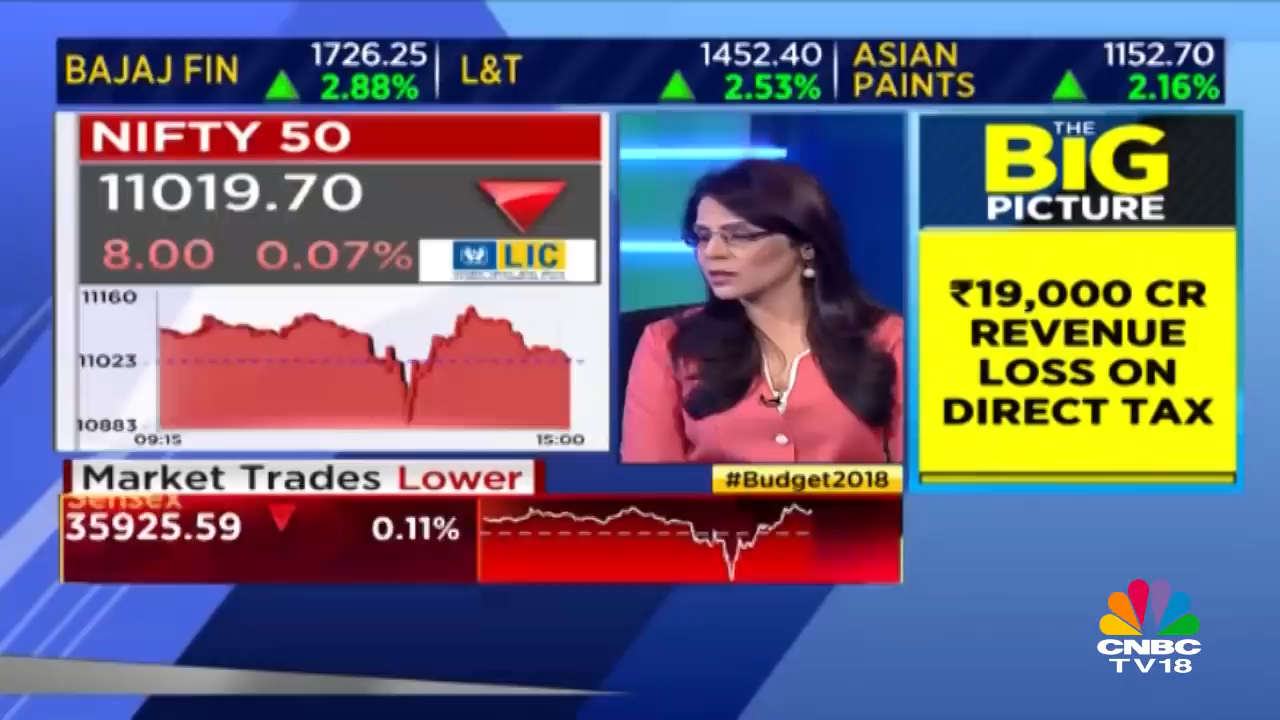 BAJAJ FIN 1726.25 2.88%
L&T 1452.40 2.53%
ASIAN PAINTS 1152.70 2.16%
NIFTY 50
11019.70
8.00 0.07% LIC
11160
11023
10883
09:15 15:00
THE
BiG
PICTURE
₹19,000 CR
REVENUE
LOSS ON
DIRECT TAX
Market Trades Lower
#Budget2018
Sensex
35925.59 0.11%
CNBC
TV18